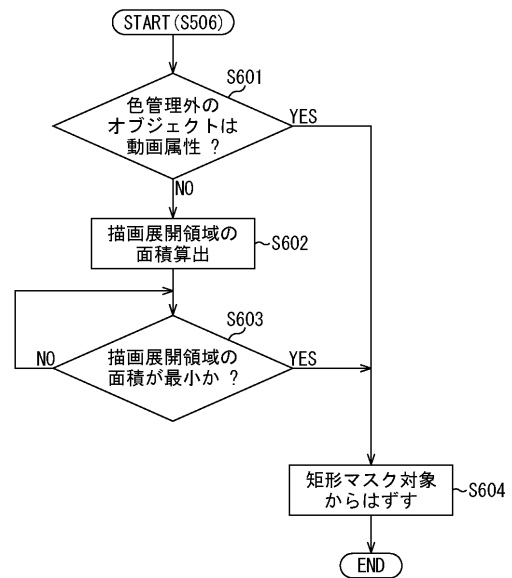 START(S506)
S601
色管理外の
オブジェクトは
動画属性 ?
YES
NO
描画展開領域の
面積算出
S602
S603
NO
描画展開領域の
面積が最小か ?
YES
矩形マスク対象
からはずす
S604
END